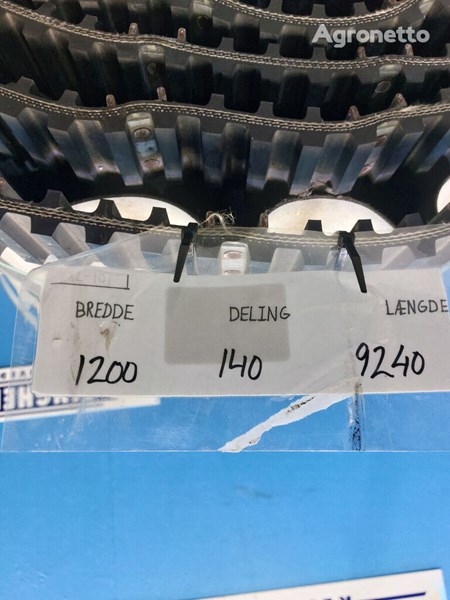 Agronetto
BREDDE DELING LÆNGDE
1200 140 9240